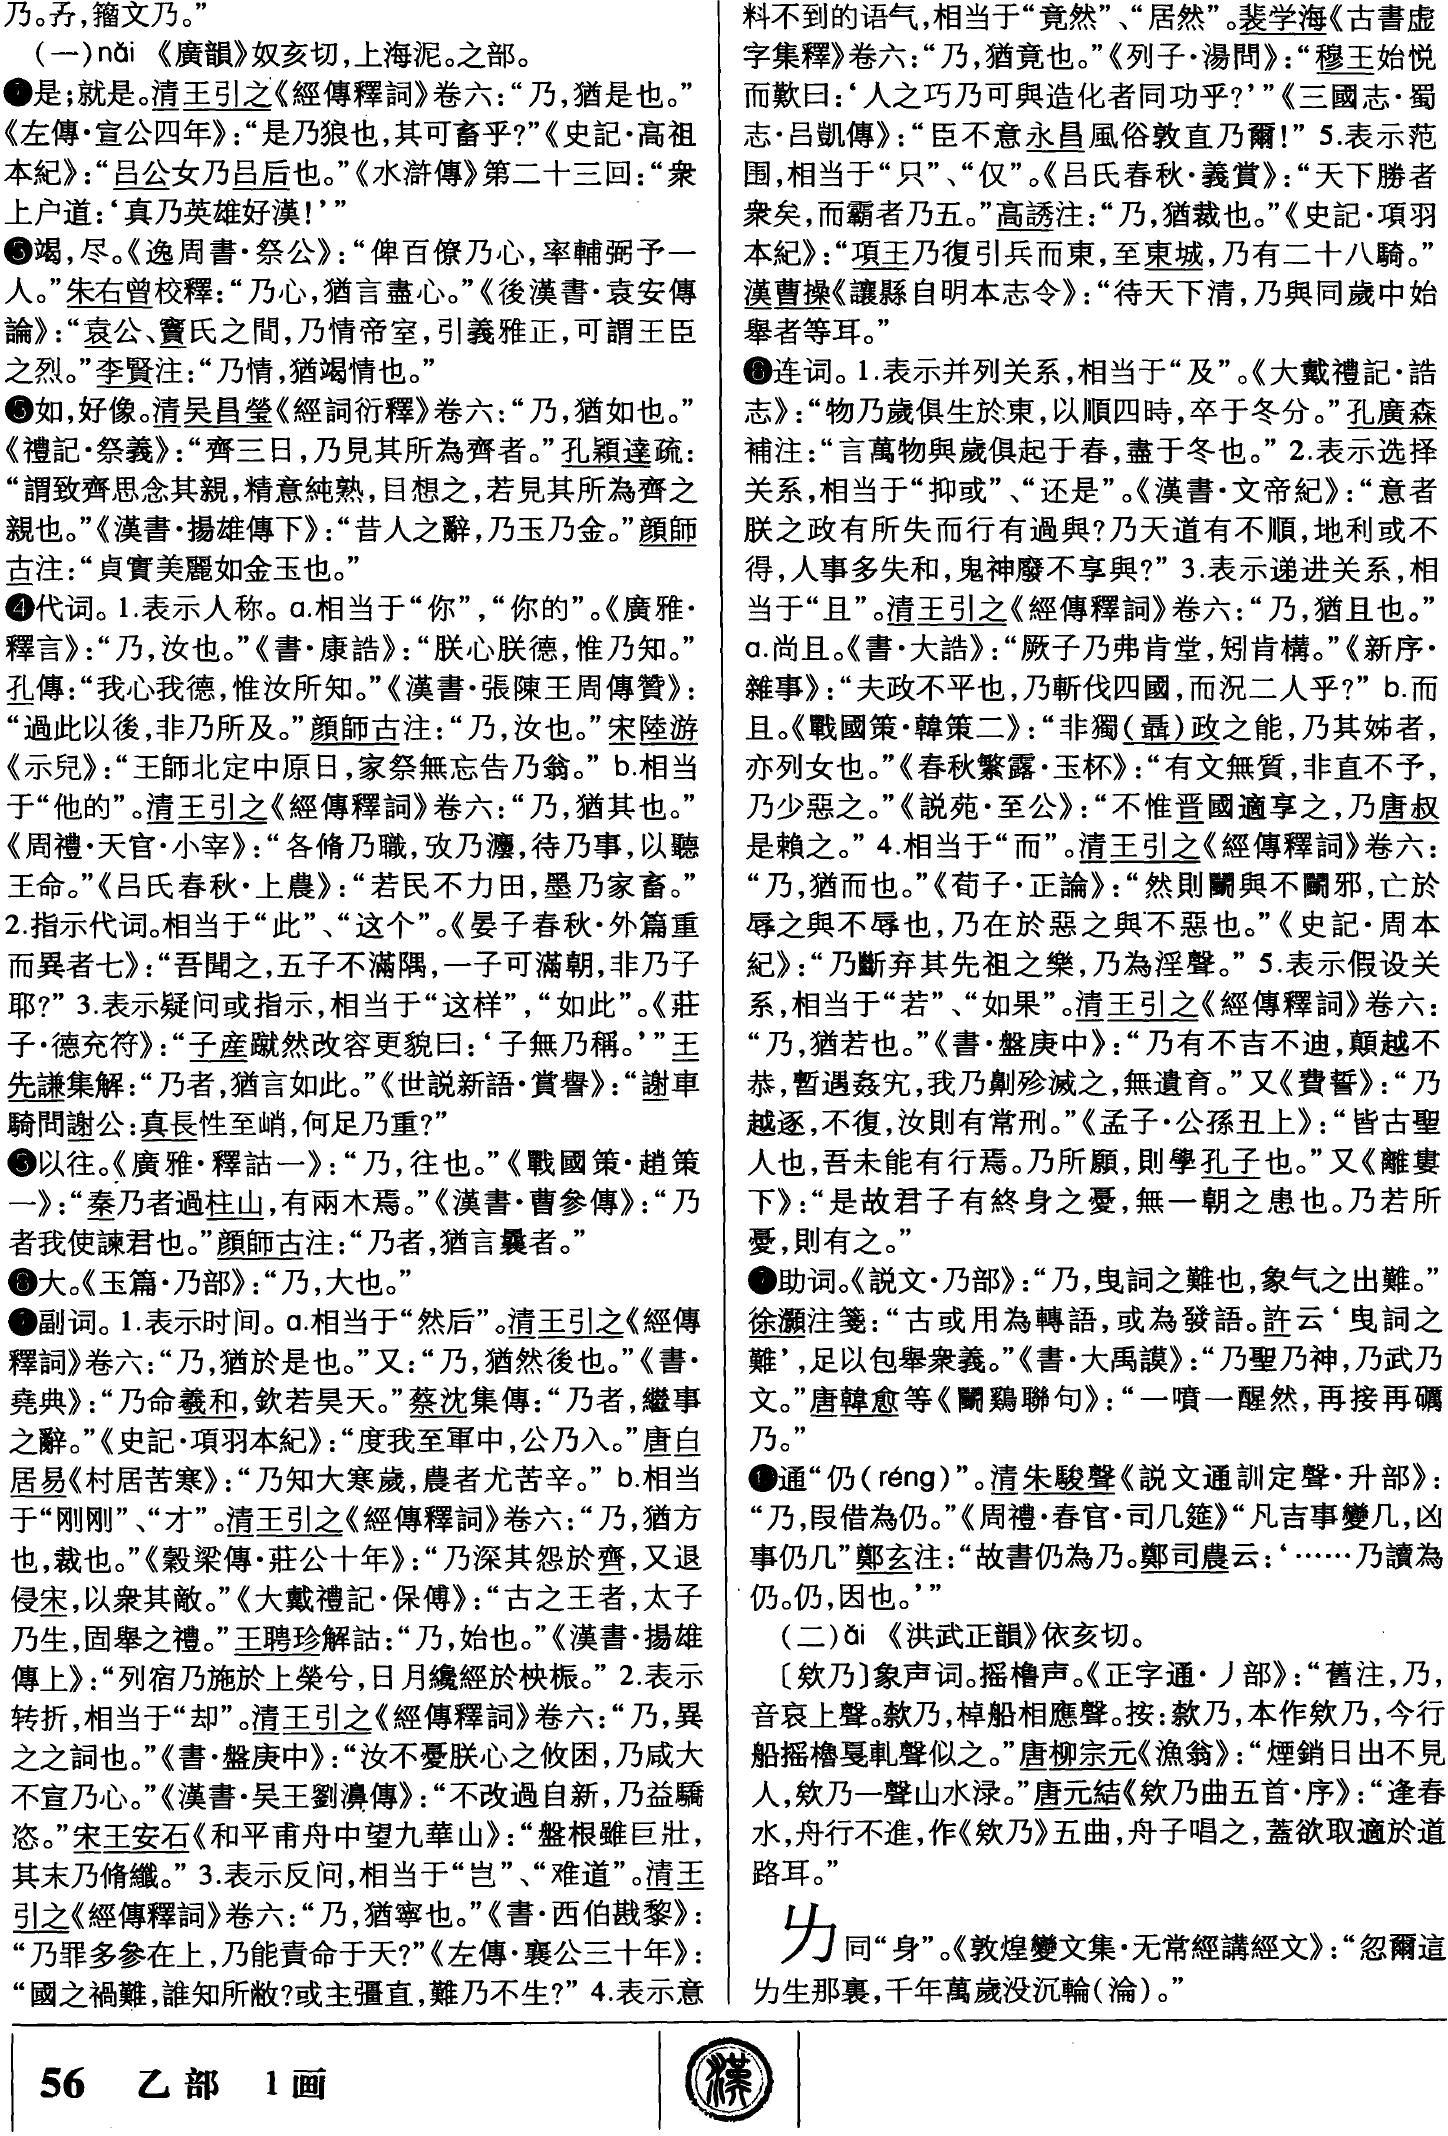 乃。𠄎,籀文乃。”
(一)nǎi 《廣韻》奴亥切,上海泥。之部。
❶是;就是。清王引之《經傳釋詞》卷六:“乃,猶是也。”
《左傳·宣公四年》:“是乃狼也,其可畜乎?”《史記·高祖
本紀》:“吕公女乃吕后也。”《水滸傳》第二十三回:“衆
上户道:‘真乃英雄好漢!’”
❷竭,尽。《逸周書·祭公》:“俾百僚乃心,率輔弼予一
人。”朱右曾校釋:“乃心,猶言盡心。”《後漢書·袁安傳
論》:“袁公、竇氏之間,乃情帝室,引義雅正,可謂王臣
之烈。”李賢注:“乃情,猶竭情也。”
❸如,好像。清吴昌瑩《經詞衍釋》卷六:“乃,猶如也。”
《禮記·祭義》:“齊三日,乃見其所為齊者。”孔穎達疏:
“謂致齊思念其親,精意純熟,目想之,若見其所為齊之
親也。”《漢書·揚雄傳下》:“昔人之辭,乃玉乃金。”顔師
古注:“貞實美麗如金玉也。”
❹代词。1.表示人称。a.相当于“你”,“你的”。《廣雅·
釋言》:“乃,汝也。”《書·康誥》:“朕心朕德,惟乃知。”
孔傳:“我心我德,惟汝所知。”《漢書·張陳王周傳贊》:
“過此以後,非乃所及。”顔師古注:“乃,汝也。”宋陸游
《示兒》:“王師北定中原日,家祭無忘告乃翁。” b.相当
于“他的”。清王引之《經傳釋詞》卷六:“乃,猶其也。”
《周禮·天官·小宰》:“各脩乃職,攷乃灋,待乃事,以聽
王命。”《吕氏春秋·上農》:“若民不力田,墨乃家畜。”
2.指示代词。相当于“此”、“这个”。《晏子春秋·外篇重
而異者七》:“吾聞之,五子不滿隅,一子可滿朝,非乃子
耶?” 3.表示疑问或指示,相当于“这样”,“如此”。《莊
子·德充符》:“子産蹴然改容更貌曰:‘子無乃稱。’”王
先謙集解:“乃者,猶言如此。”《世説新語·賞譽》:“謝車
騎問謝公:真長性至峭,何足乃重?”
❺以往。《廣雅·釋詁一》:“乃,往也。”《戰國策·趙策
一》:“秦乃者過柱山,有兩木焉。”《漢書·曹參傳》:“乃
者我使諫君也。”顔師古注:“乃者,猶言曩者。”
❻大。《玉篇·乃部》:“乃,大也。”
❼副词。1.表示时间。a.相当于“然后”。清王引之《經傳
釋詞》卷六:“乃,猶於是也。”又:“乃,猶然後也。”《書·
堯典》:“乃命羲和,欽若昊天。”蔡沈集傳:“乃者,繼事
之辭。”《史記·項羽本紀》:“度我至軍中,公乃入。”唐白
居易《村居苦寒》:“乃知大寒歲,農者尤苦辛。” b.相当
于“刚刚”、“才”。清王引之《經傳釋詞》卷六:“乃,猶方
也,裁也。”《穀梁傳·莊公十年》:“乃深其怨於齊,又退
侵宋,以衆其敵。”《大戴禮記·保傅》:“古之王者,太子
乃生,固舉之禮。”王聘珍解詁:“乃,始也。”《漢書·揚雄
傳上》:“列宿乃施於上榮兮,日月纔經於柍桭。” 2.表示
转折,相当于“却”。清王引之《經傳釋詞》卷六:“乃,異
之之詞也。”《書·盤庚中》:“汝不憂朕心之攸困,乃咸大
不宣乃心。”《漢書·吴王劉濞傳》:“不改過自新,乃益驕
恣。”宋王安石《和平甫舟中望九華山》:“盤根雖巨壯,
其末乃脩纖。” 3.表示反问,相当于“岂”、“难道”。清王
引之《經傳釋詞》卷六:“乃,猶寧也。”《書·西伯戡黎》:
“乃罪多參在上,乃能責命于天?”《左傳·襄公三十年》:
“國之禍難,誰知所敝?或主彊直,難乃不生?” 4.表示意
料不到的语气,相当于“竟然”、“居然”。裴学海《古書虚
字集釋》卷六:“乃,猶竟也。”《列子·湯問》:“穆王始悦
而歎曰:‘人之巧乃可與造化者同功乎?’”《三國志·蜀
志·吕凱傳》:“臣不意永昌風俗敦直乃爾!” 5.表示范
围,相当于“只”、“仅”。《吕氏春秋·義賞》:“天下勝者
衆矣,而霸者乃五。”高誘注:“乃,猶裁也。”《史記·項羽
本紀》:“項王乃復引兵而東,至東城,乃有二十八騎。”
漢曹操《讓縣自明本志令》:“待天下清,乃與同歲中始
舉者等耳。”
❽连词。1.表示并列关系,相当于“及”。《大戴禮記·誥
志》:“物乃歲俱生於東,以順四時,卒于冬分。”孔廣森
補注:“言萬物與歲俱起于春,盡于冬也。” 2.表示选择
关系,相当于“抑或”、“还是”。《漢書·文帝紀》:“意者
朕之政有所失而行有過與?乃天道有不順,地利或不
得,人事多失和,鬼神廢不享與?” 3.表示递进关系,相
当于“且”。清王引之《經傳釋詞》卷六:“乃,猶且也。”
a.尚且。《書·大誥》:“厥子乃弗肯堂,矧肯構。”《新序·
雜事》:“夫政不平也,乃斬伐四國,而況二人乎?” b.而
且。《戰國策·韓策二》:“非獨(聶)政之能,乃其姊者,
亦列女也。”《春秋繁露·玉杯》:“有文無質,非直不予,
乃少惡之。”《説苑·至公》:“不惟晋國適享之,乃唐叔
是賴之。” 4.相当于“而”。清王引之《經傳釋詞》卷六:
“乃,猶而也。”《荀子·正論》:“然則鬭與不鬭邪,亡於
辱之與不辱也,乃在於惡之與不惡也。”《史記·周本
紀》:“乃斷弃其先祖之樂,乃為淫聲。” 5.表示假设关
系,相当于“若”、“如果”。清王引之《經傳釋詞》卷六:
“乃,猶若也。”《書·盤庚中》:“乃有不吉不迪,顛越不
恭,暫遇姦宄,我乃劓殄滅之,無遺育。”又《費誓》:“乃
越逐,不復,汝則有常刑。”《孟子·公孫丑上》:“皆古聖
人也,吾未能有行焉。乃所願,則學孔子也。”又《離婁
下》:“是故君子有終身之憂,無一朝之患也。乃若所
憂,則有之。”
❾助词。《説文·乃部》:“乃,曳詞之難也,象气之出難。”
徐灝注箋:“古或用為轉語,或為發語。許云‘曳詞之
難’,足以包舉衆義。”《書·大禹謨》:“乃聖乃神,乃武乃
文。”唐韓愈等《鬭鷄聯句》:“一噴一醒然,再接再礪
乃。”
❿通“仍(réng)”。清朱駿聲《説文通訓定聲·升部》:
“乃,叚借為仍。”《周禮·春官·司几筵》“凡吉事變几,凶
事仍几”鄭玄注:“故書仍為乃。鄭司農云:‘……乃讀為
仍。仍,因也。’”
(二)ǎi 《洪武正韻》依亥切。
〔欸乃〕象声词。摇橹声。《正字通·丿部》:“舊注,乃,
音哀上聲。欸乃,棹船相應聲。按:欸乃,本作欸乃,今行
船摇櫓戛軋聲似之。”唐柳宗元《漁翁》:“煙銷日出不見
人,欸乃一聲山水渌。”唐元結《欸乃曲五首·序》:“逢春
水,舟行不進,作《欸乃》五曲,舟子唱之,蓋欲取適於道
路耳。”
同“身”。《敦煌變文集·无常經講經文》:“忽爾這
生那裏,千年萬歲没沉輪(淪)。”
56 乙部 1画
漢